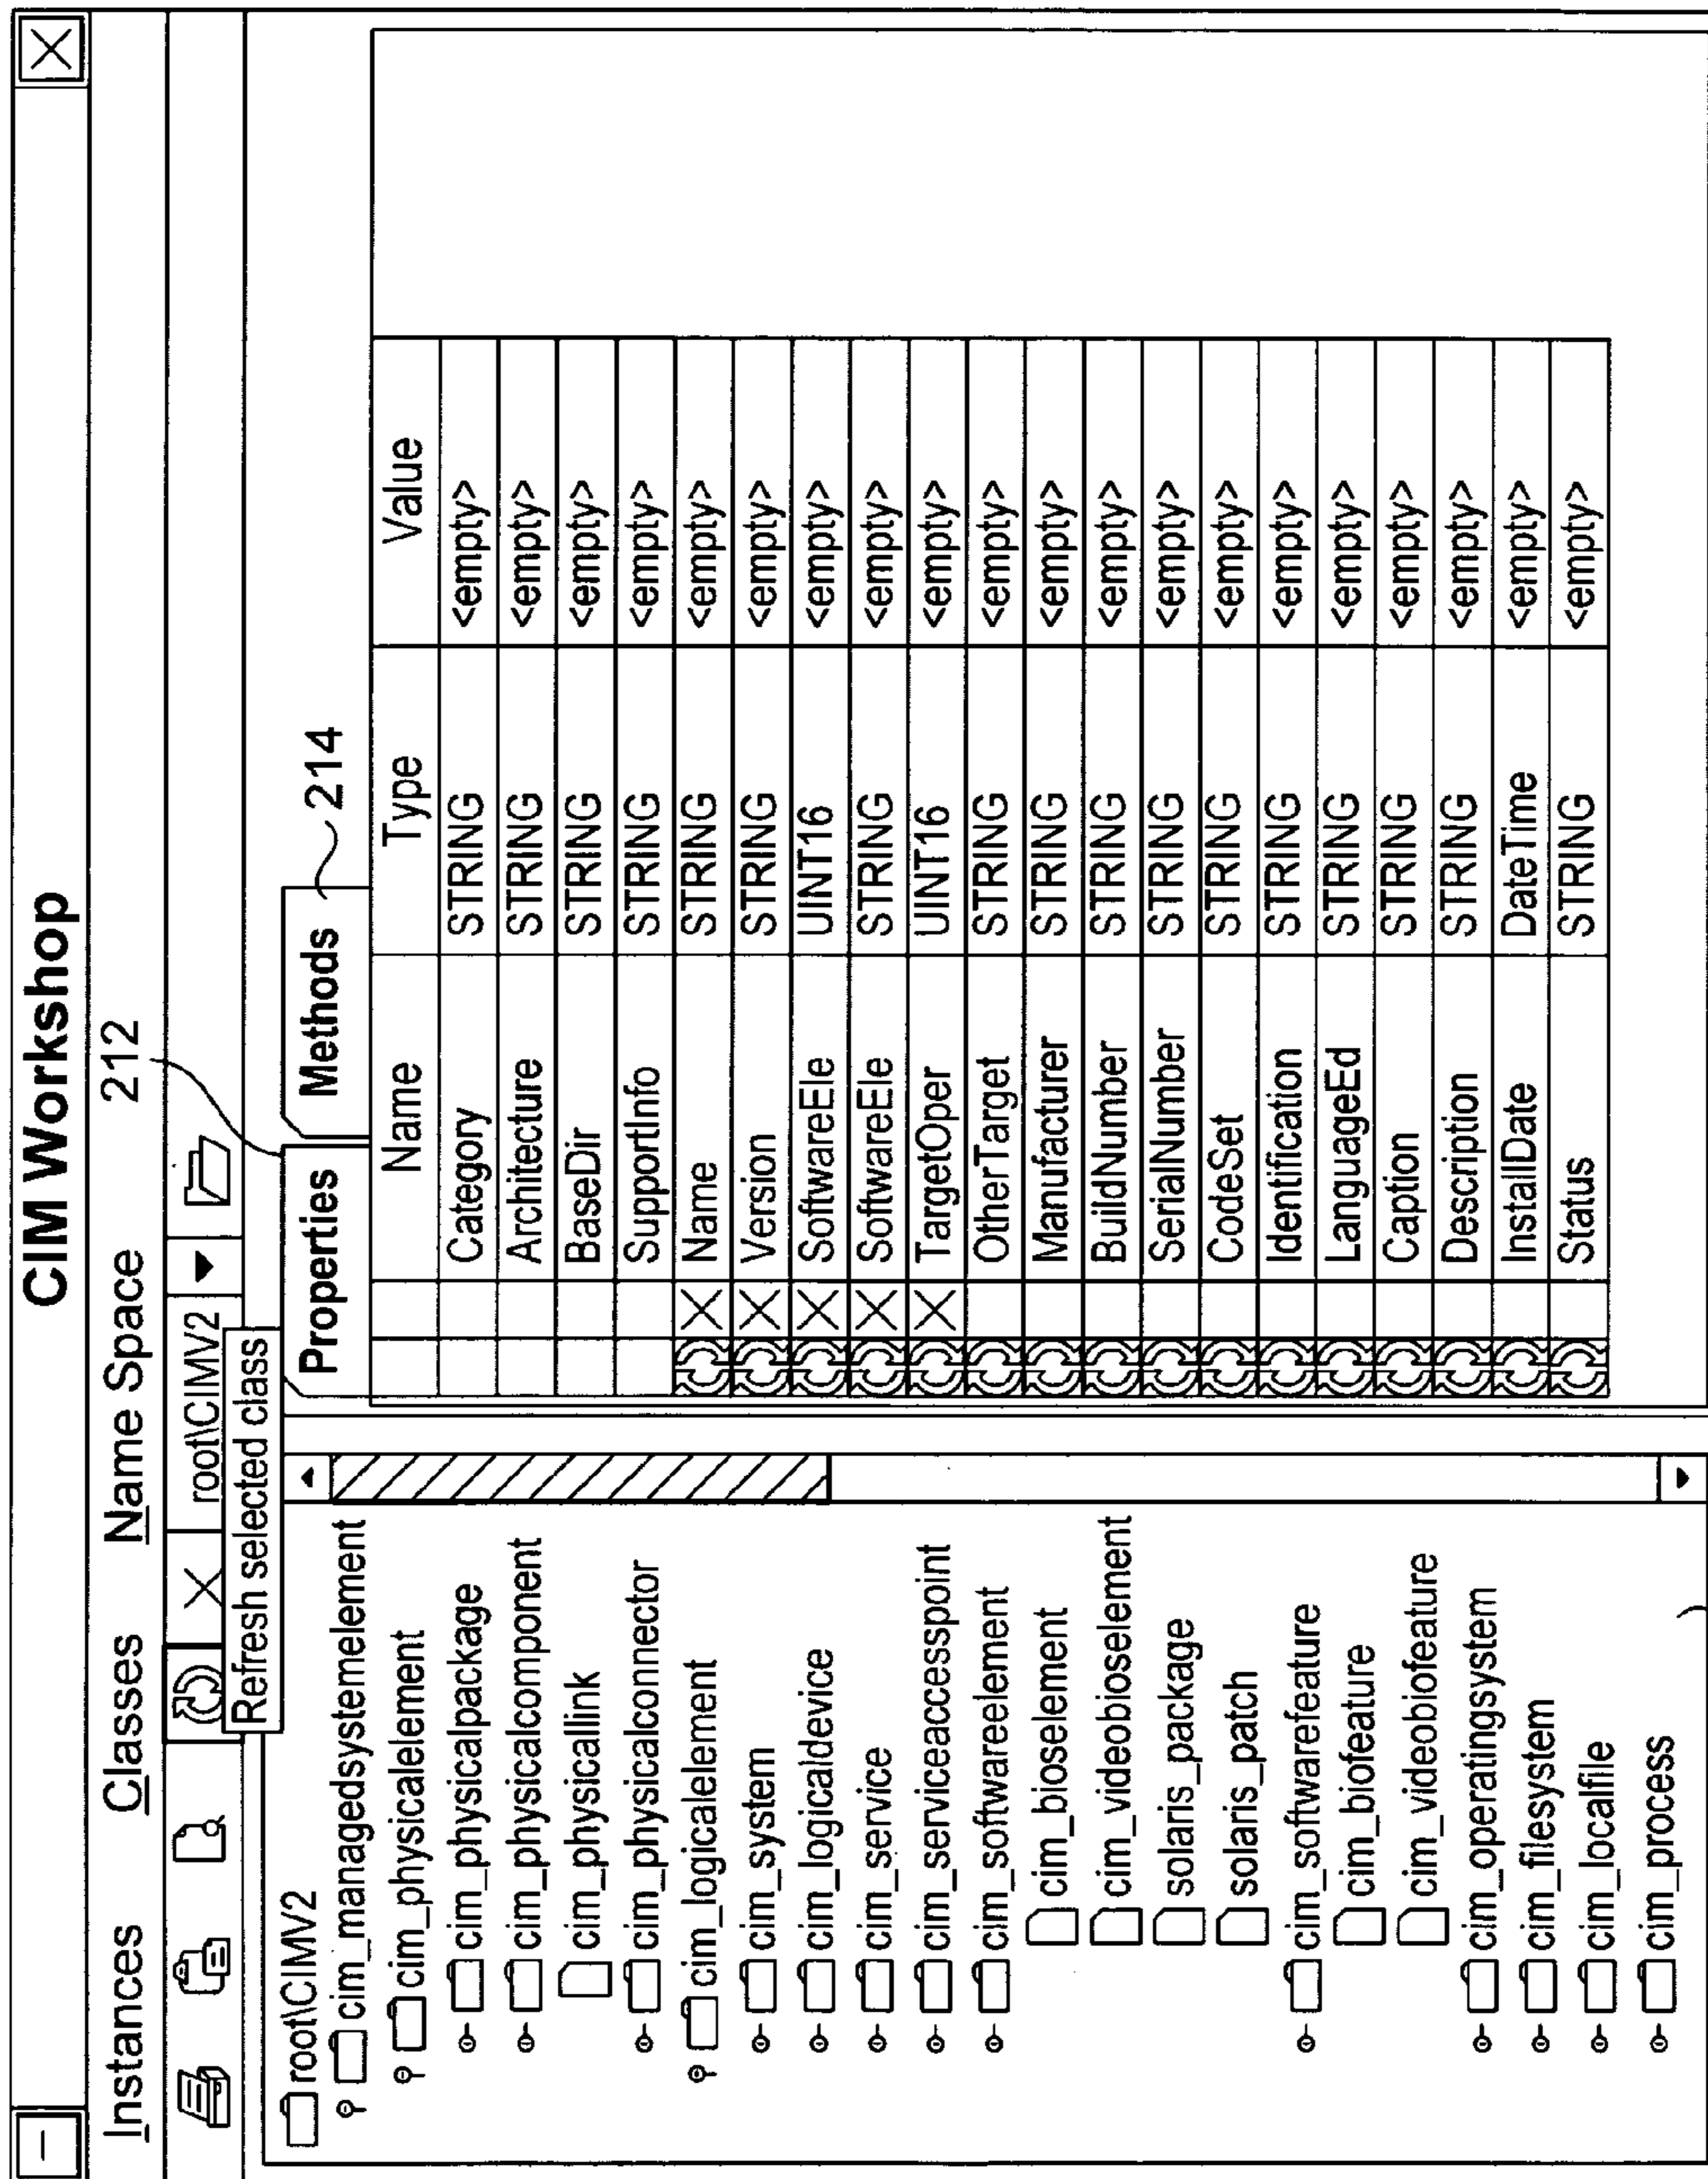 CIM Workshop
Instances Classes Name Space 212
root\CIMV2
Refresh selected class
root\CIMV2
cim_managedsystemelement
cim_physicalelement
cim_physicalpackage
cim_physicalcomponent
cim_physicallink
cim_physicalconnector
cim_logicalelement
cim_system
cim_logicaldevice
cim_service
cim_serviceaccesspoint
cim_softwareelement
cim_bioselement
cim_videobioselement
solaris_package
solaris_patch
cim_softwarefeature
cim_biofeature
cim_videobiofeature
cim_operatingsystem
cim_filesystem
cim_localfile
cim_process
Properties Methods 214
Name Type Value
Category STRING <empty>
Architecture STRING <empty>
BaseDir STRING <empty>
SupportInfo STRING <empty>
Name STRING <empty>
Version STRING <empty>
SoftwareEle UINT16 <empty>
SoftwareEle STRING <empty>
TargetOper UINT16 <empty>
OtherTarget STRING <empty>
Manufacturer STRING <empty>
BuildNumber STRING <empty>
SerialNumber STRING <empty>
CodeSet STRING <empty>
Identification STRING <empty>
LanguageEd STRING <empty>
Caption STRING <empty>
Description STRING <empty>
InstallDate DateTime <empty>
Status STRING <empty>